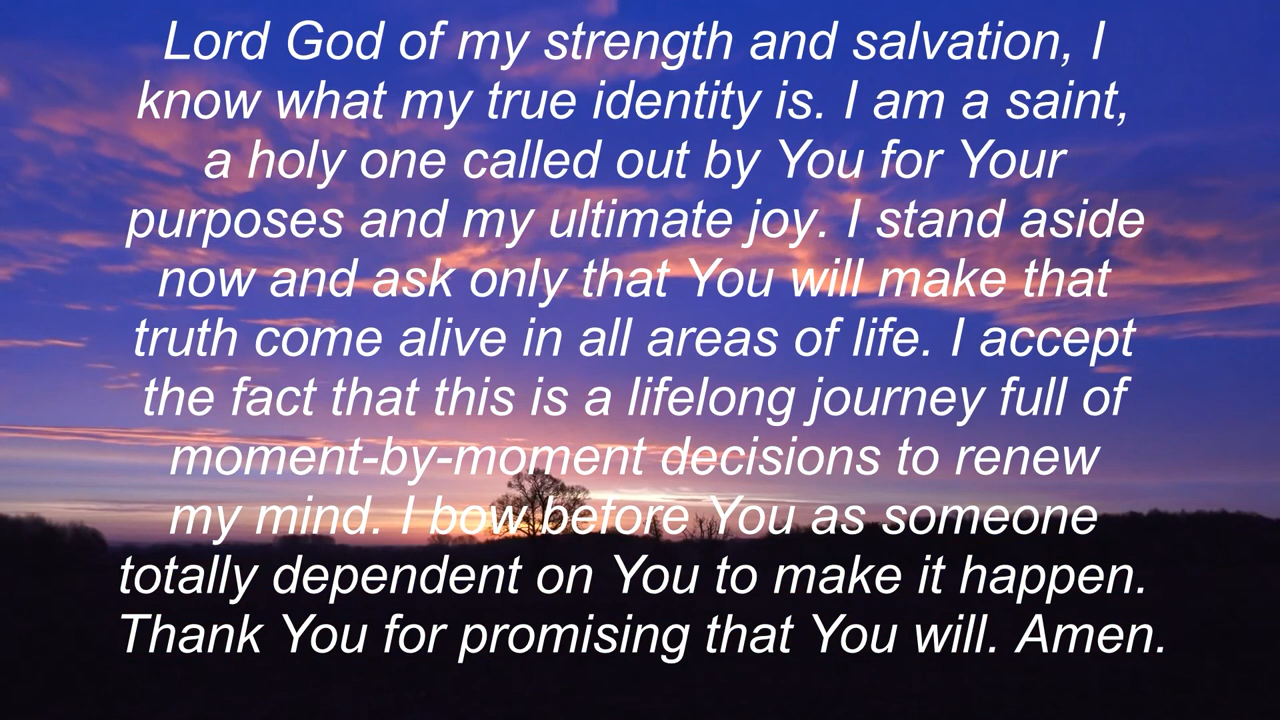 Lord God of my strength and salvation, I
know what my true identity is. I am a saint,
a holy one called out by You for Your
purposes and my ultimate joy. I stand aside
now and ask only that You will make that
truth come alive in all areas of life. I accept
the fact that this is a lifelong journey full of
moment-by-moment decisions to renew
my mind. I bow before You as someone
totally dependent on You to make it happen.
Thank You for promising that You will. Amen.